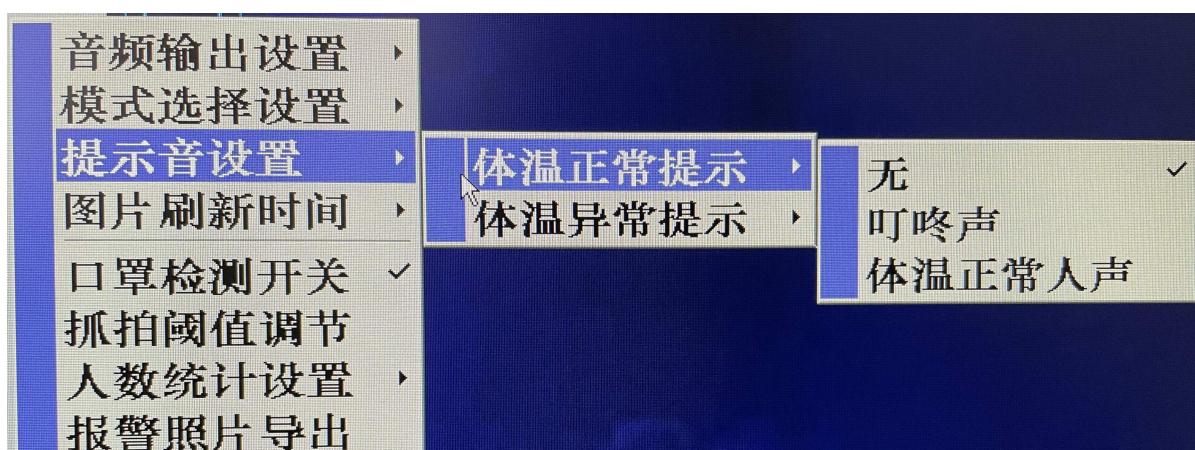 音频输出设置
模式选择设置
提示音设置
图片刷新时间
口罩检测开关
抓拍阈值调节
人数统计设置
报警照片导出
体温正常提示
体温异常提示
无
叮咚声
体温正常人声